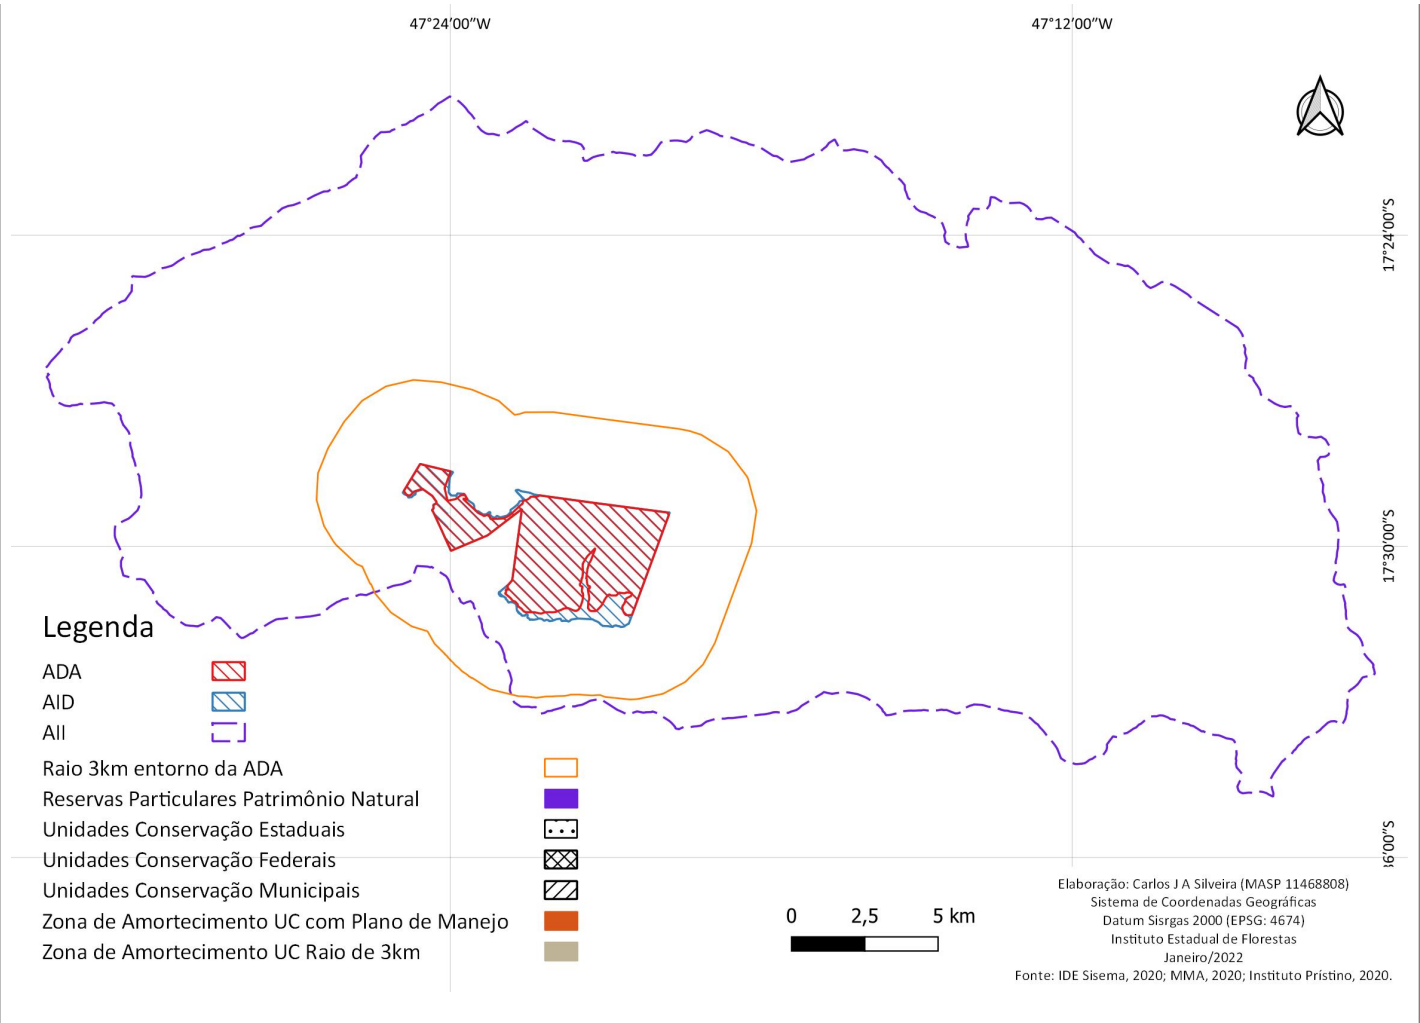 47°24'00"W
47°12'00"W
17°24'00"S
17°30'00"S
36'00"S
Legenda
ADA
AID
AII
Raio 3km entorno da ADA
Reservas Particulares Patrimônio Natural
Unidades Conservação Estaduais
Unidades Conservação Federais
Unidades Conservação Municipais
Zona de Amortecimento UC com Plano de Manejo
Zona de Amortecimento UC Raio de 3km
0 2,5 5 km
Elaboração: Carlos J A Silveira (MASP 11468808)
Sistema de Coordenadas Geográficas
Datum Sisrgas 2000 (EPSG: 4674)
Instituto Estadual de Florestas
Janeiro/2022
Fonte: IDE Sisema, 2020; MMA, 2020; Instituto Prístino, 2020.